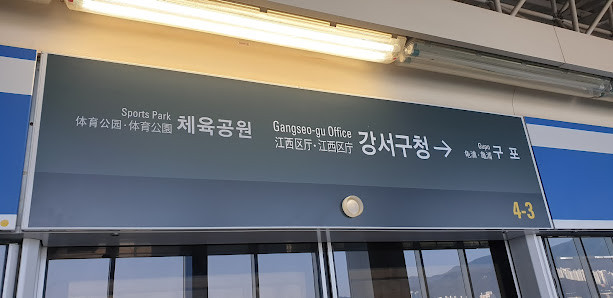 Sports Park
体育公园·体育公園 체육공원
Gangseo-gu Office
江西区厅·江西区庁 강서구청 →
Gupo
龟浦·龜浦 구 포
4-3